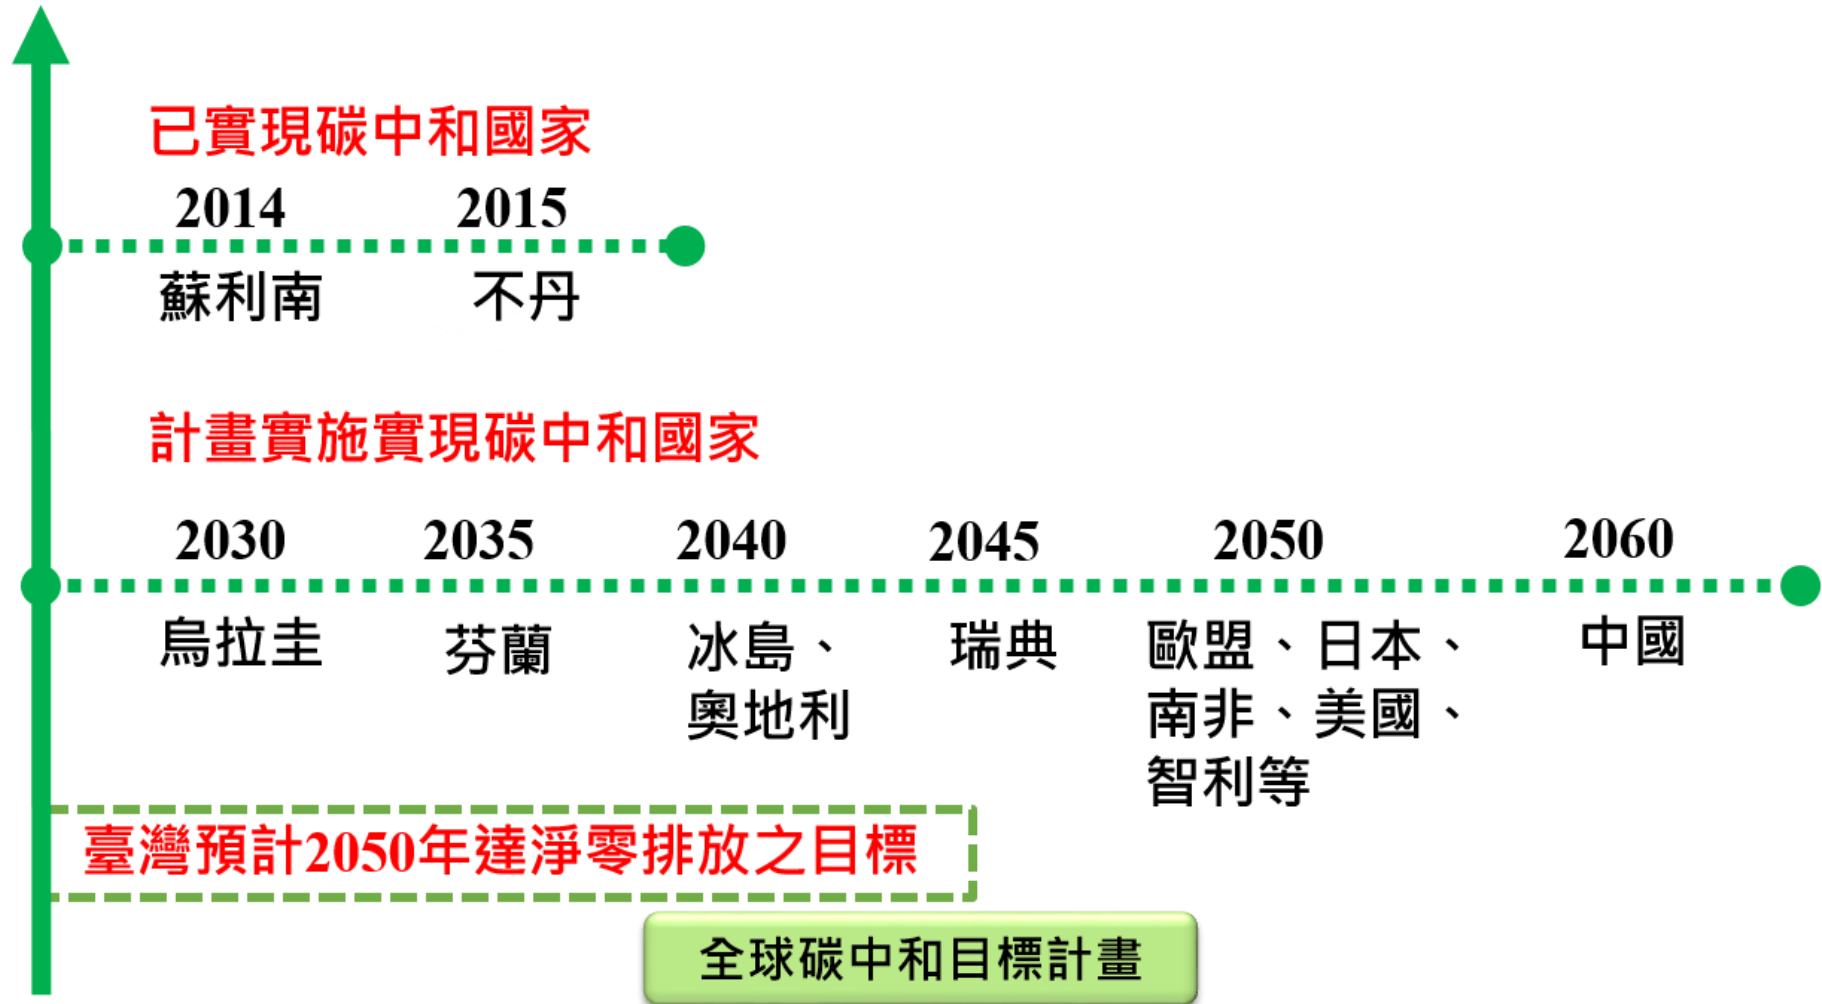 已實現碳中和國家
2014 2015
蘇利南 不丹
計畫實施實現碳中和國家
2030 2035 2040 2045 2050 2060
烏拉圭 芬蘭 冰島、 瑞典 歐盟、日本、 中國
奧地利 南非、美國、
智利等
臺灣預計2050年達淨零排放之目標
全球碳中和目標計畫